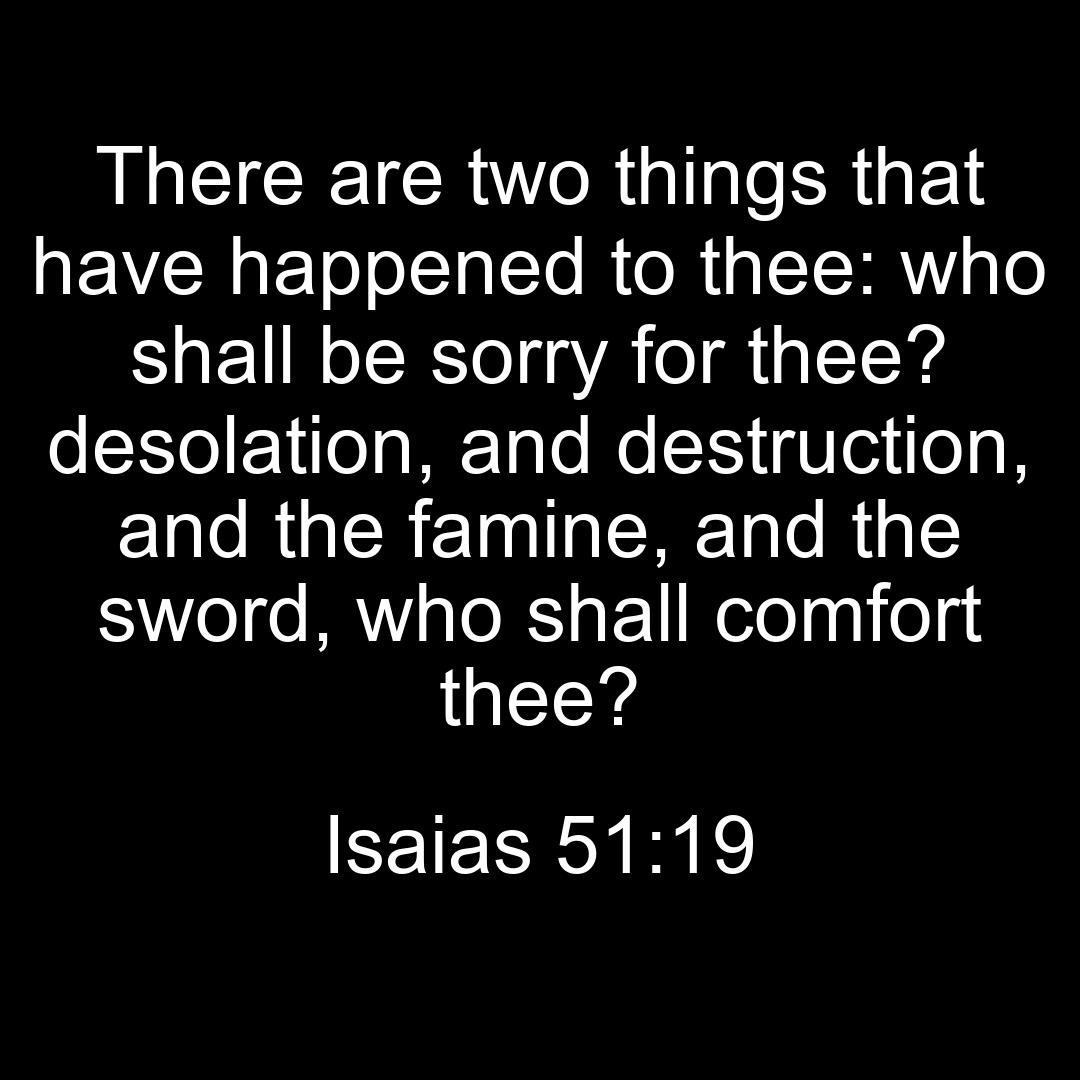 There are two things that
have happened to thee: who
shall be sorry for thee?
desolation, and destruction,
and the famine, and the
sword, who shall comfort
thee?
Isaias 51:19